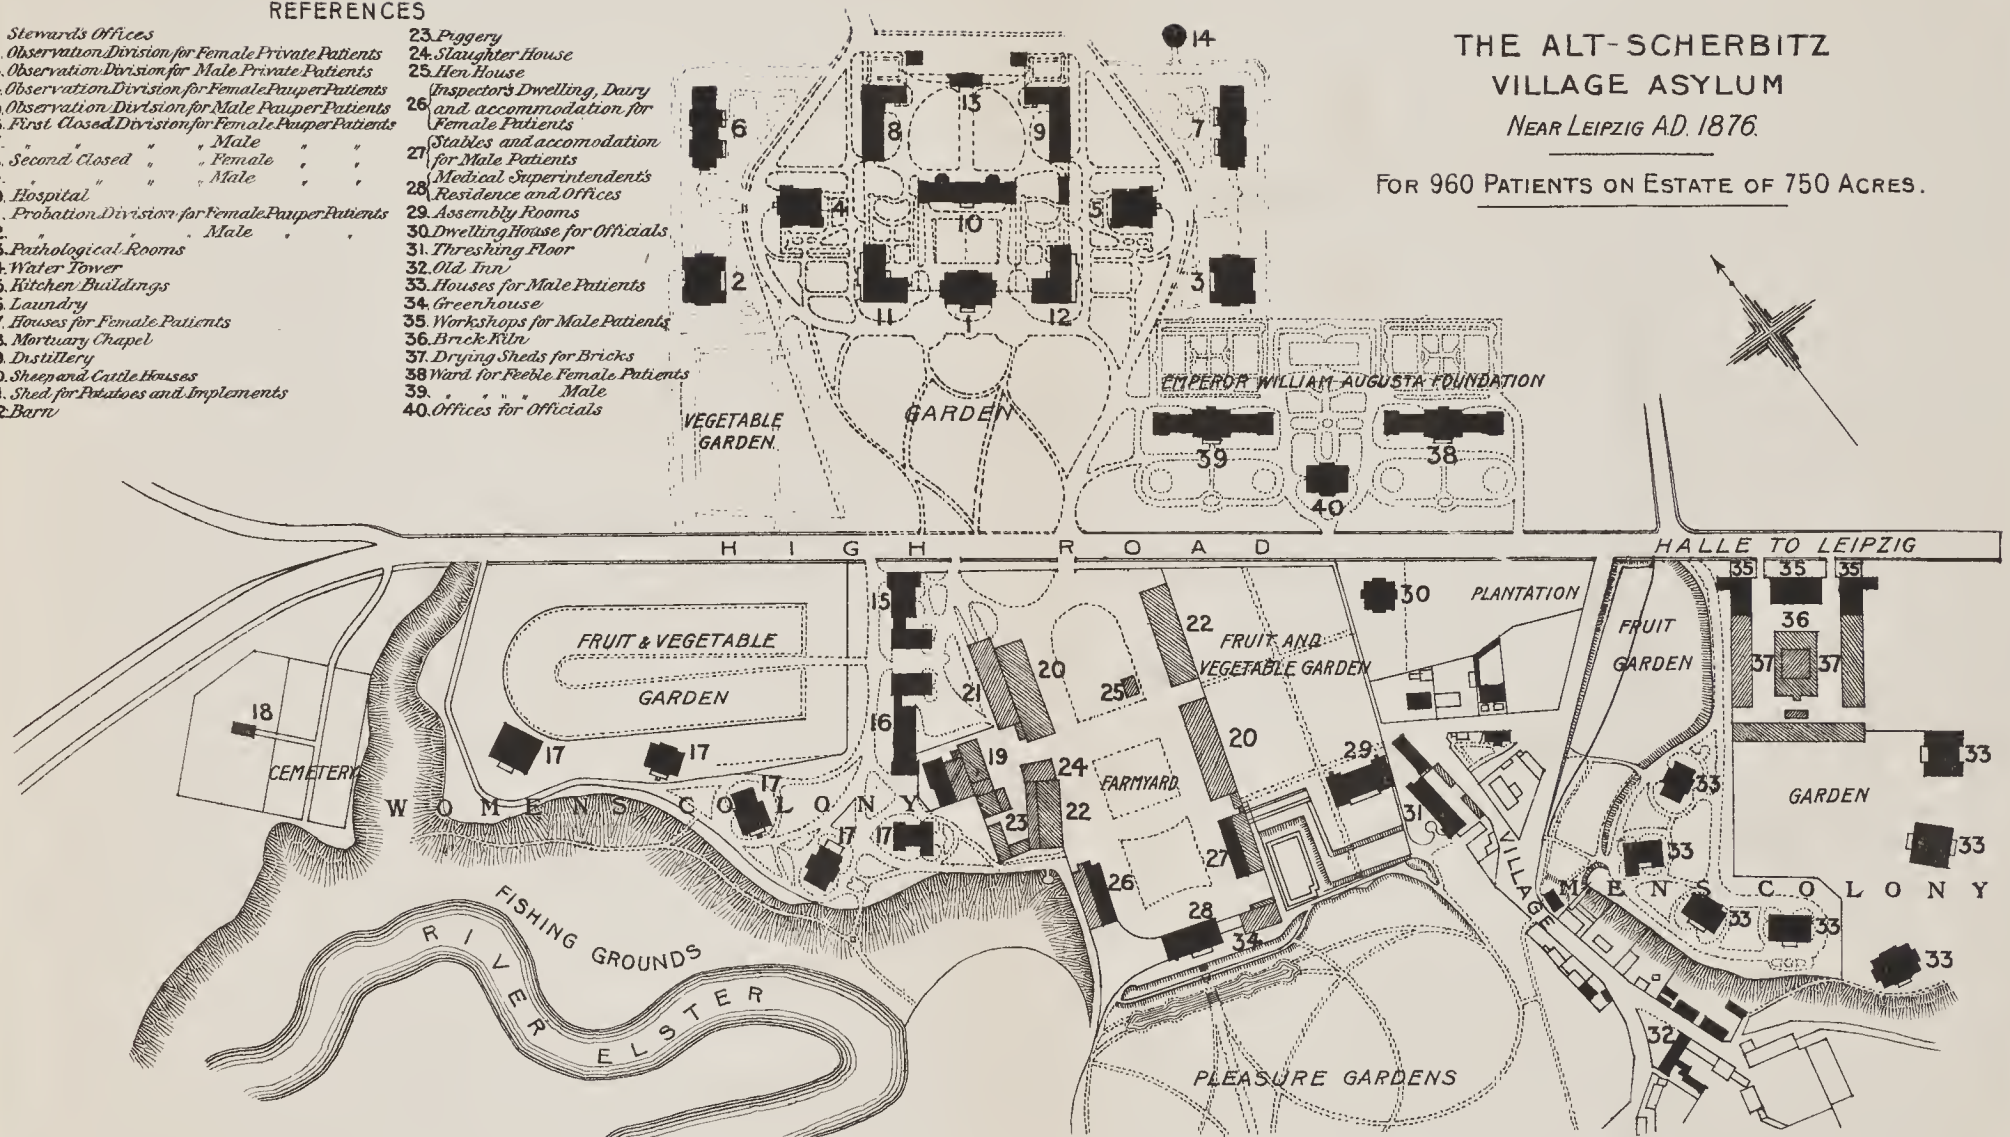 REFERENCES
Steward's Offices
Observation Division for Female Private Patients
Observation Division for Male Private Patients
Observation Division for Female Pauper Patients
Observation Division for Male Pauper Patients
First Closed Division for Female Pauper Patients
" " " " Male " "
Second Closed " " Female " "
" " " " Male " "
Hospital
Probation Division for Female Pauper Patients
" " " Male " "
Pathological Rooms
Water Tower
Kitchen Buildings
Laundry
Houses for Female Patients
Mortuary Chapel
Distillery
Sheep and Cattle Houses
Shed for Potatoes and Implements
Barn
23. Piggery
24. Slaughter House
25. Hen House
26 Inspector's Dwelling, Dairy
and accommodation for
Female Patients
27 Stables and accomodation
for Male Patients
28 Medical Superintendent's
Residence and Offices
29. Assembly Rooms
30. Dwelling House for Officials
31. Threshing Floor
32. Old Inn
33. Houses for Male Patients
34. Greenhouse
35. Workshops for Male Patients
36. Brick Kiln
37. Drying Sheds for Bricks
38 Ward for Feeble Female Patients
39. " " " Male
40. Offices for Officials
THE ALT-SCHERBITZ
VILLAGE ASYLUM
NEAR LEIPZIG A.D. 1876.
FOR 960 PATIENTS ON ESTATE OF 750 ACRES.
14
13
6
8
9
7
4
10
5
2
11
1
12
3
EMPEROR WILLIAM AUGUSTA FOUNDATION
VEGETABLE
GARDEN.
GARDEN
39
38
40
HIGH ROAD
HALLE TO LEIPZIG
35
35
35
15
30
PLANTATION
36
22
FRUIT & VEGETABLE
GARDEN
FRUIT AND
VEGETABLE GARDEN
FRUIT
GARDEN
37
37
20
21
25
18
16
17
17
19
20
29
33
CEMETERY
24
FARMYARD
17
33
GARDEN
WOMENS COLONY
22
31
23
17
17
27
33
33
VILLAGE
26
MENS COLONY
28
33
33
34
33
FISHING GROUNDS
RIVER ELSTER
32
PLEASURE GARDENS